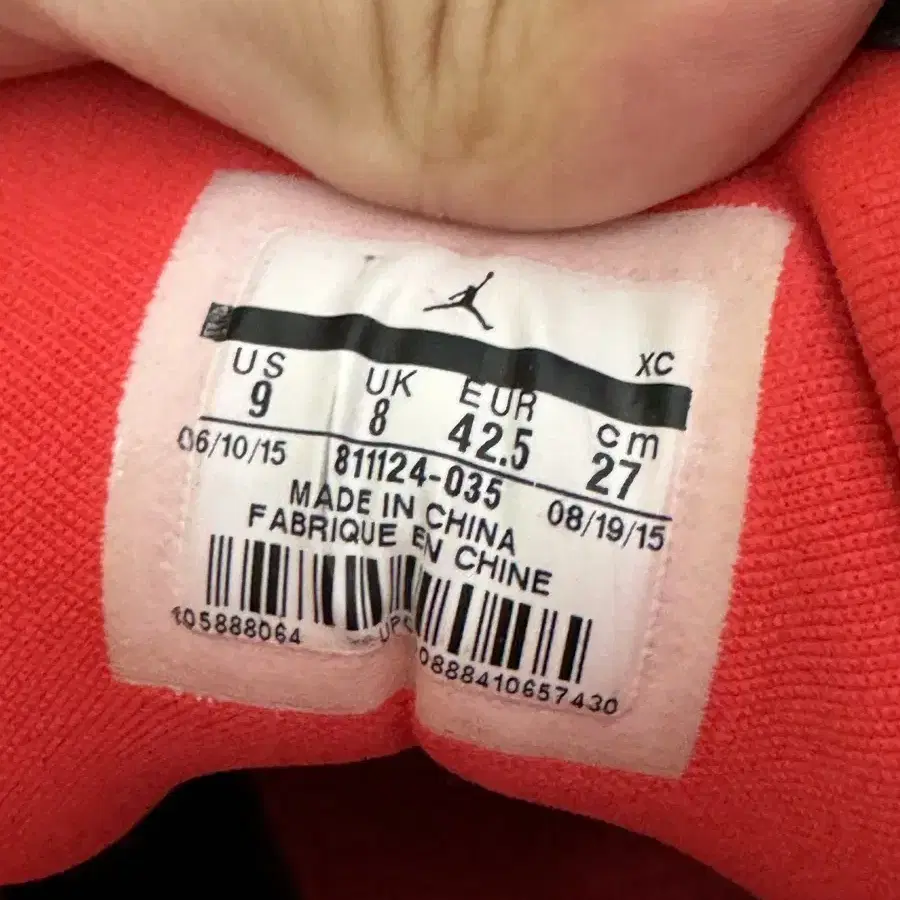 XC
US UK EUR cm
9 8 42.5 27
06/10/15 811124-035 08/19/15
MADE IN CHINA
FABRIQUE EN CHINE
105888064 UPC 0888410657430